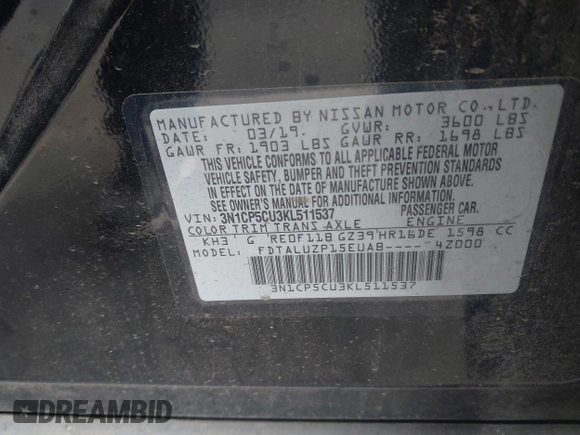 MANUFACTURED BY NISSAN MOTOR CO.,LTD.
DATE: 03/19. GVWR: 3600 LBS
GAWR FR: 1903 LBS GAWR RR: 1698 LBS
THIS VEHICLE CONFORMS TO ALL APPLICABLE FEDERAL MOTOR
VEHICLE SAFETY, BUMPER AND THEFT PREVENTION STANDARDS
IN EFFECT ON THE DATE OF MANUFACTURE SHOWN ABOVE.
SEE OWNER'S MANUAL FOR ADDITIONAL INFORMATION.
VIN: 3N1CP5CU3KL511537 PASSENGER CAR.
COLOR TRIM TRANS AXLE ENGINE
KH3 G RE0F11B GZ39 HR16DE 1598 CC
MODEL: FDTALUZP15EUAB---- 4Z000
3N1CP5CU3KL511537
DREAMBID